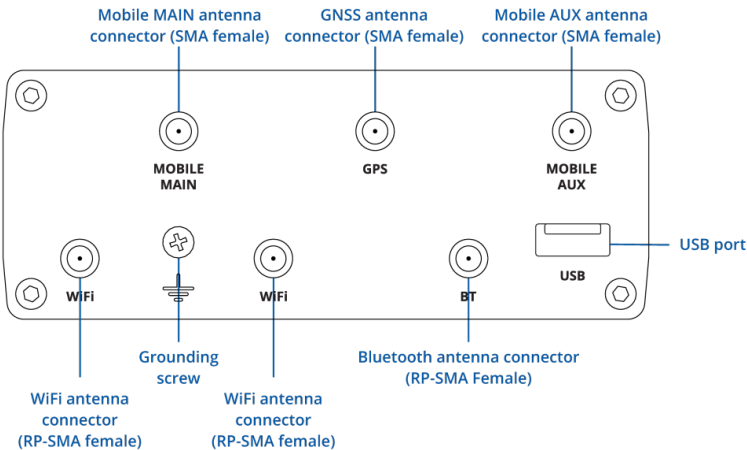 Mobile MAIN antenna
connector (SMA female)
GNSS antenna
connector (SMA female)
Mobile AUX antenna
connector (SMA female)
MOBILE
MAIN
GPS
MOBILE
AUX
USB port
USB
WiFi
WiFi
BT
Grounding
screw
Bluetooth antenna connector
(RP-SMA Female)
WiFi antenna
connector
(RP-SMA female)
WiFi antenna
connector
(RP-SMA female)